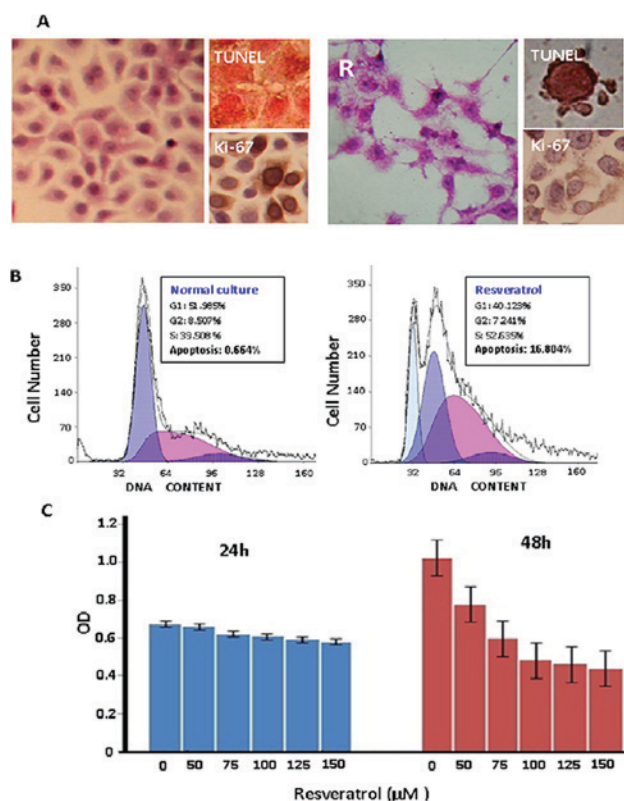 A
TUNEL
Ki-67
R
TUNEL
Ki-67
B
Normal culture
G1: 51.985%
G2: 8.507%
S: 39.508%
Apoptosis: 0.664%
Cell Number
350
280
210
140
70
0
32 64 96 128 160
DNA CONTENT
Resveratrol
G1: 40.123%
G2: 7.241%
S: 52.635%
Apoptosis: 16.804%
Cell Number
350
280
210
140
70
0
32 64 96 128 160
DNA CONTENT
C
24h
48h
OD
1.2
1.0
0.8
0.6
0.4
0.2
0
0 50 75 100 125 150
0 50 75 100 125 150
Resveratrol (μM)